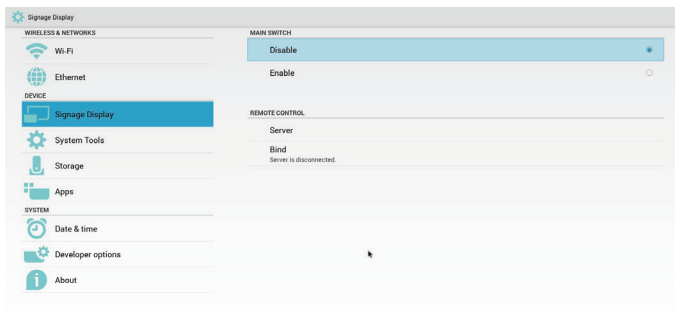 Signage Display
WIRELESS & NETWORKS
Wi-Fi
Ethernet
DEVICE
Signage Display
System Tools
Storage
Apps
SYSTEM
Date & time
Developer options
About
MAIN SWITCH
Disable
Enable
REMOTE CONTROL
Server
Bind
Server is disconnected.